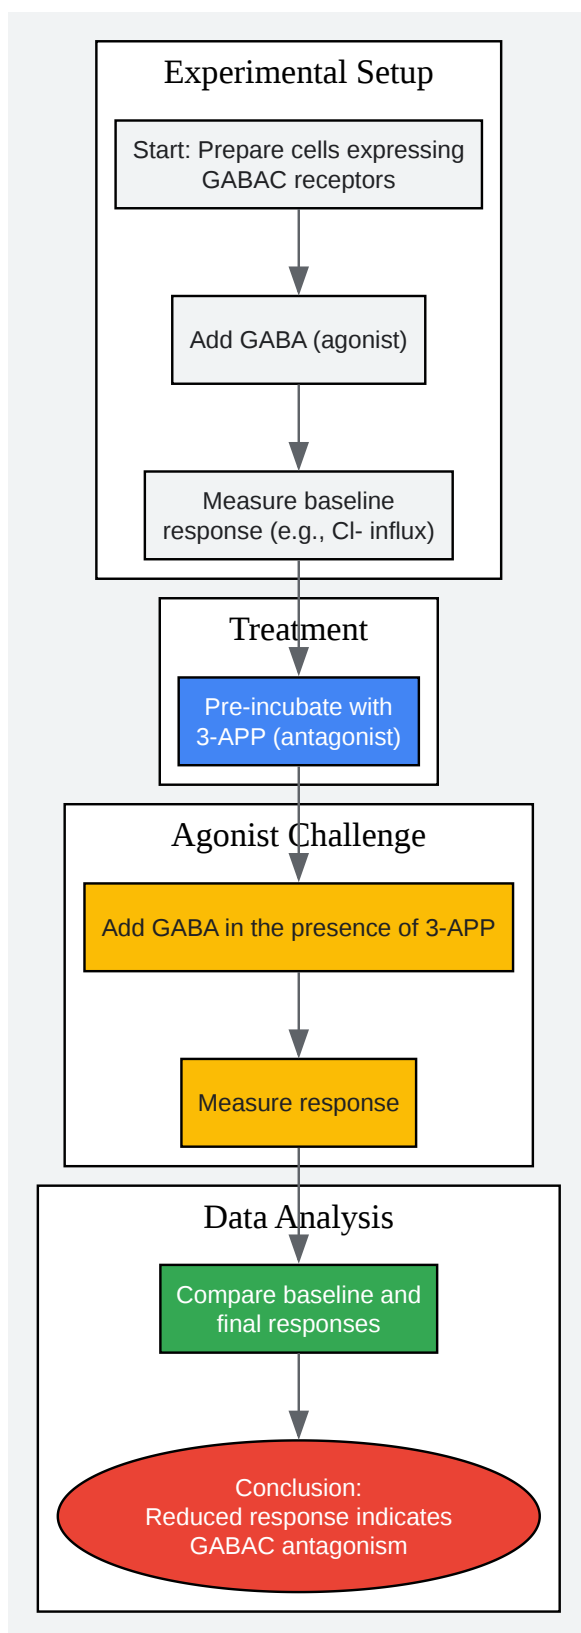 Experimental Setup
Start: Prepare cells expressing
GABAC receptors
Add GABA (agonist)
Measure baseline
response (e.g., Cl- influx)
Treatment
Pre-incubate with
3-APP (antagonist)
Agonist Challenge
Add GABA in the presence of 3-APP
Measure response
Data Analysis
Compare baseline and
final responses
Conclusion:
Reduced response indicates
GABAC antagonism